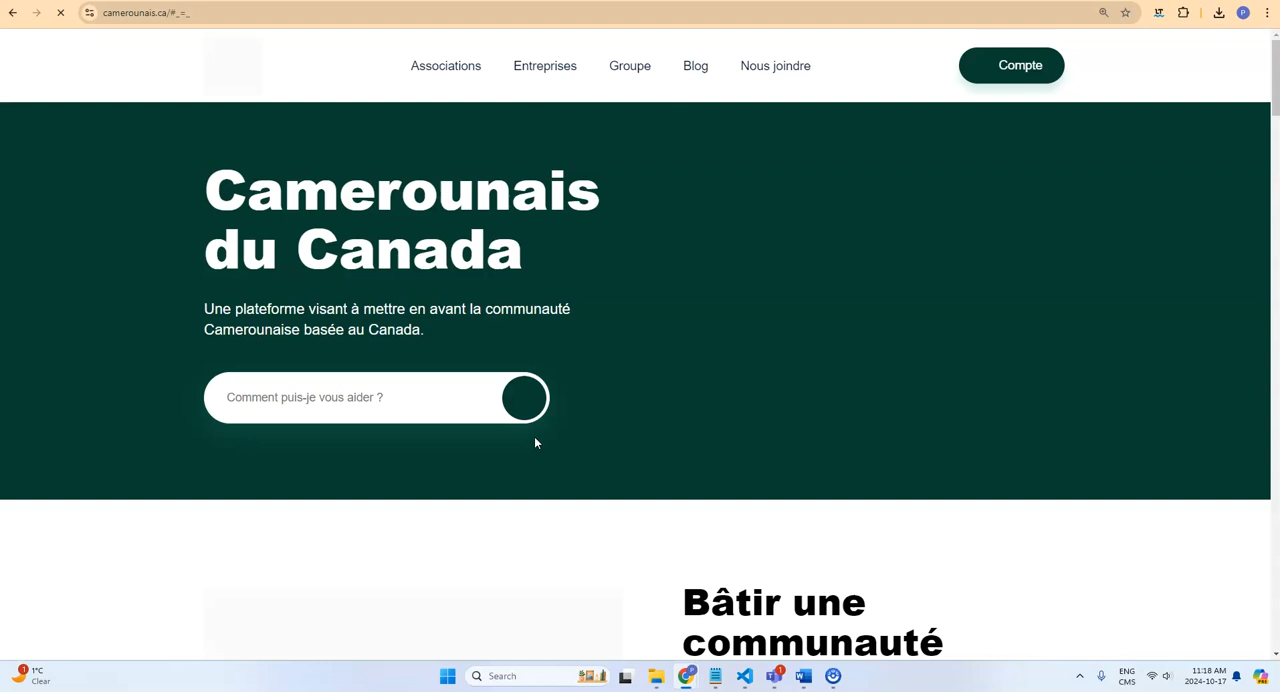 camerounais.ca/#_=_
P
Associations
Entreprises
Groupe
Blog
Nous joindre
Compte
Camerounais
du Canada
Une plateforme visant à mettre en avant la communauté
Camerounaise basée au Canada.
Comment puis-je vous aider ?
Bâtir une
communauté
1
1°C
Clear
Search
P
1
ENG
CMS
11:18 AM
2024-10-17